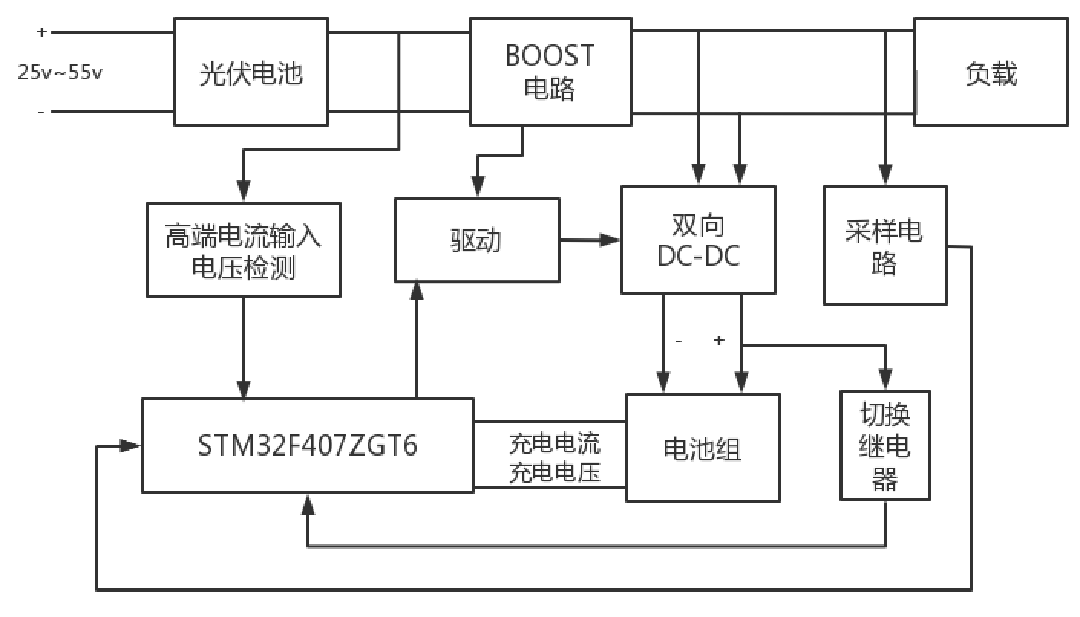 +
25v~55v
-
光伏电池
BOOST
电路
负载
高端电流输入
电压检测
驱动
双向
DC-DC
采样电
路
- +
STM32F407ZGT6
充电电流
充电电压
电池组
切换
继电
器